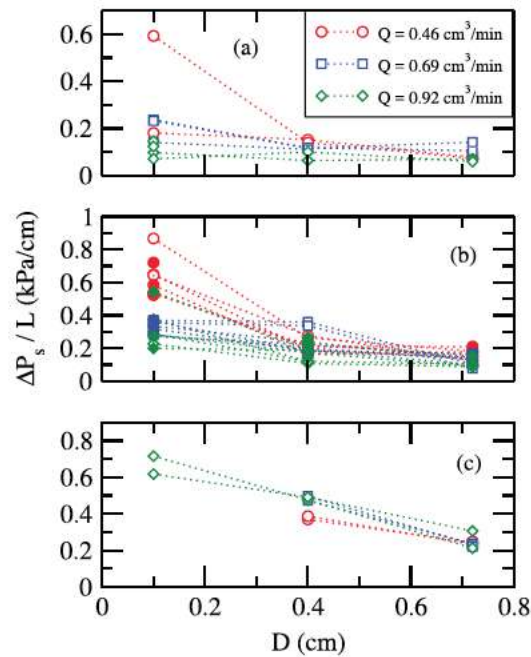 0.6
(a)
Q = 0.46 cm³/min
Q = 0.69 cm³/min
Q = 0.92 cm³/min
0.4
0.2
0
ΔPₛ / L (kPa/cm)
1
(b)
0.8
0.6
0.4
0.2
0
0.8
(c)
0.6
0.4
0.2
0
0 0.2 0.4 0.6 0.8
D (cm)